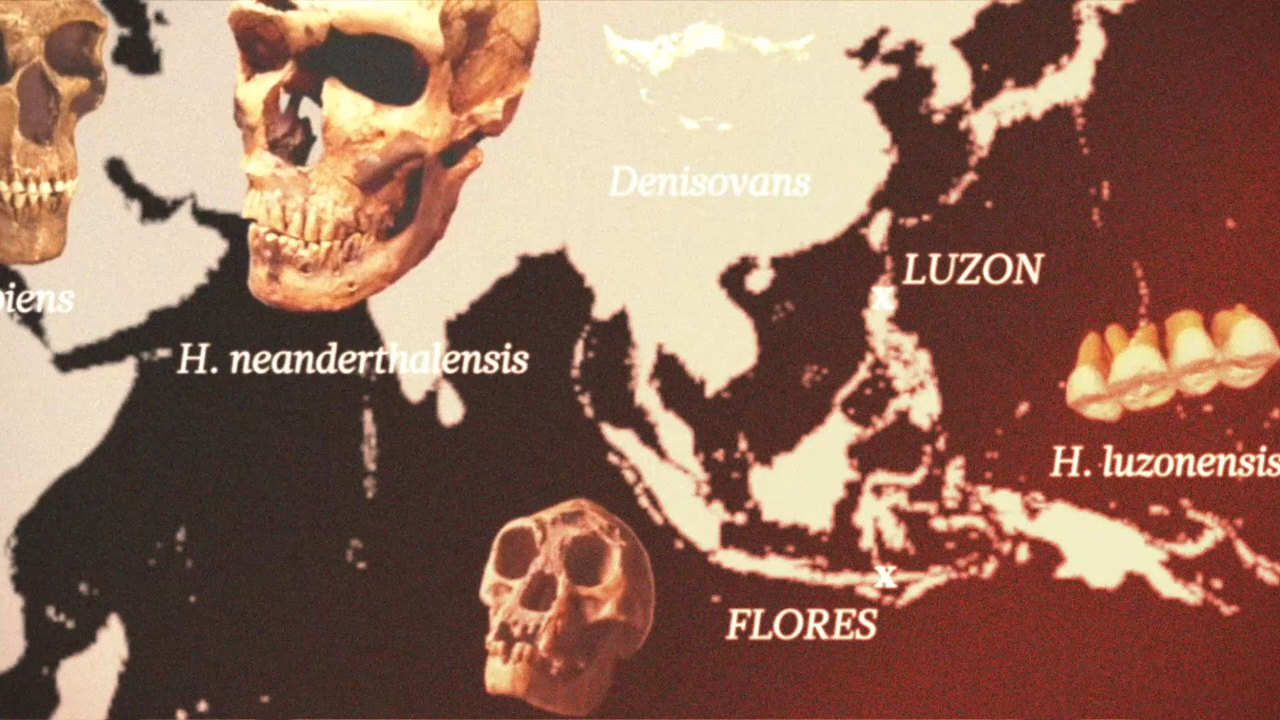 Denisovans
LUZON
x
piens
H. neanderthalensis
H. luzonensis
x
FLORES